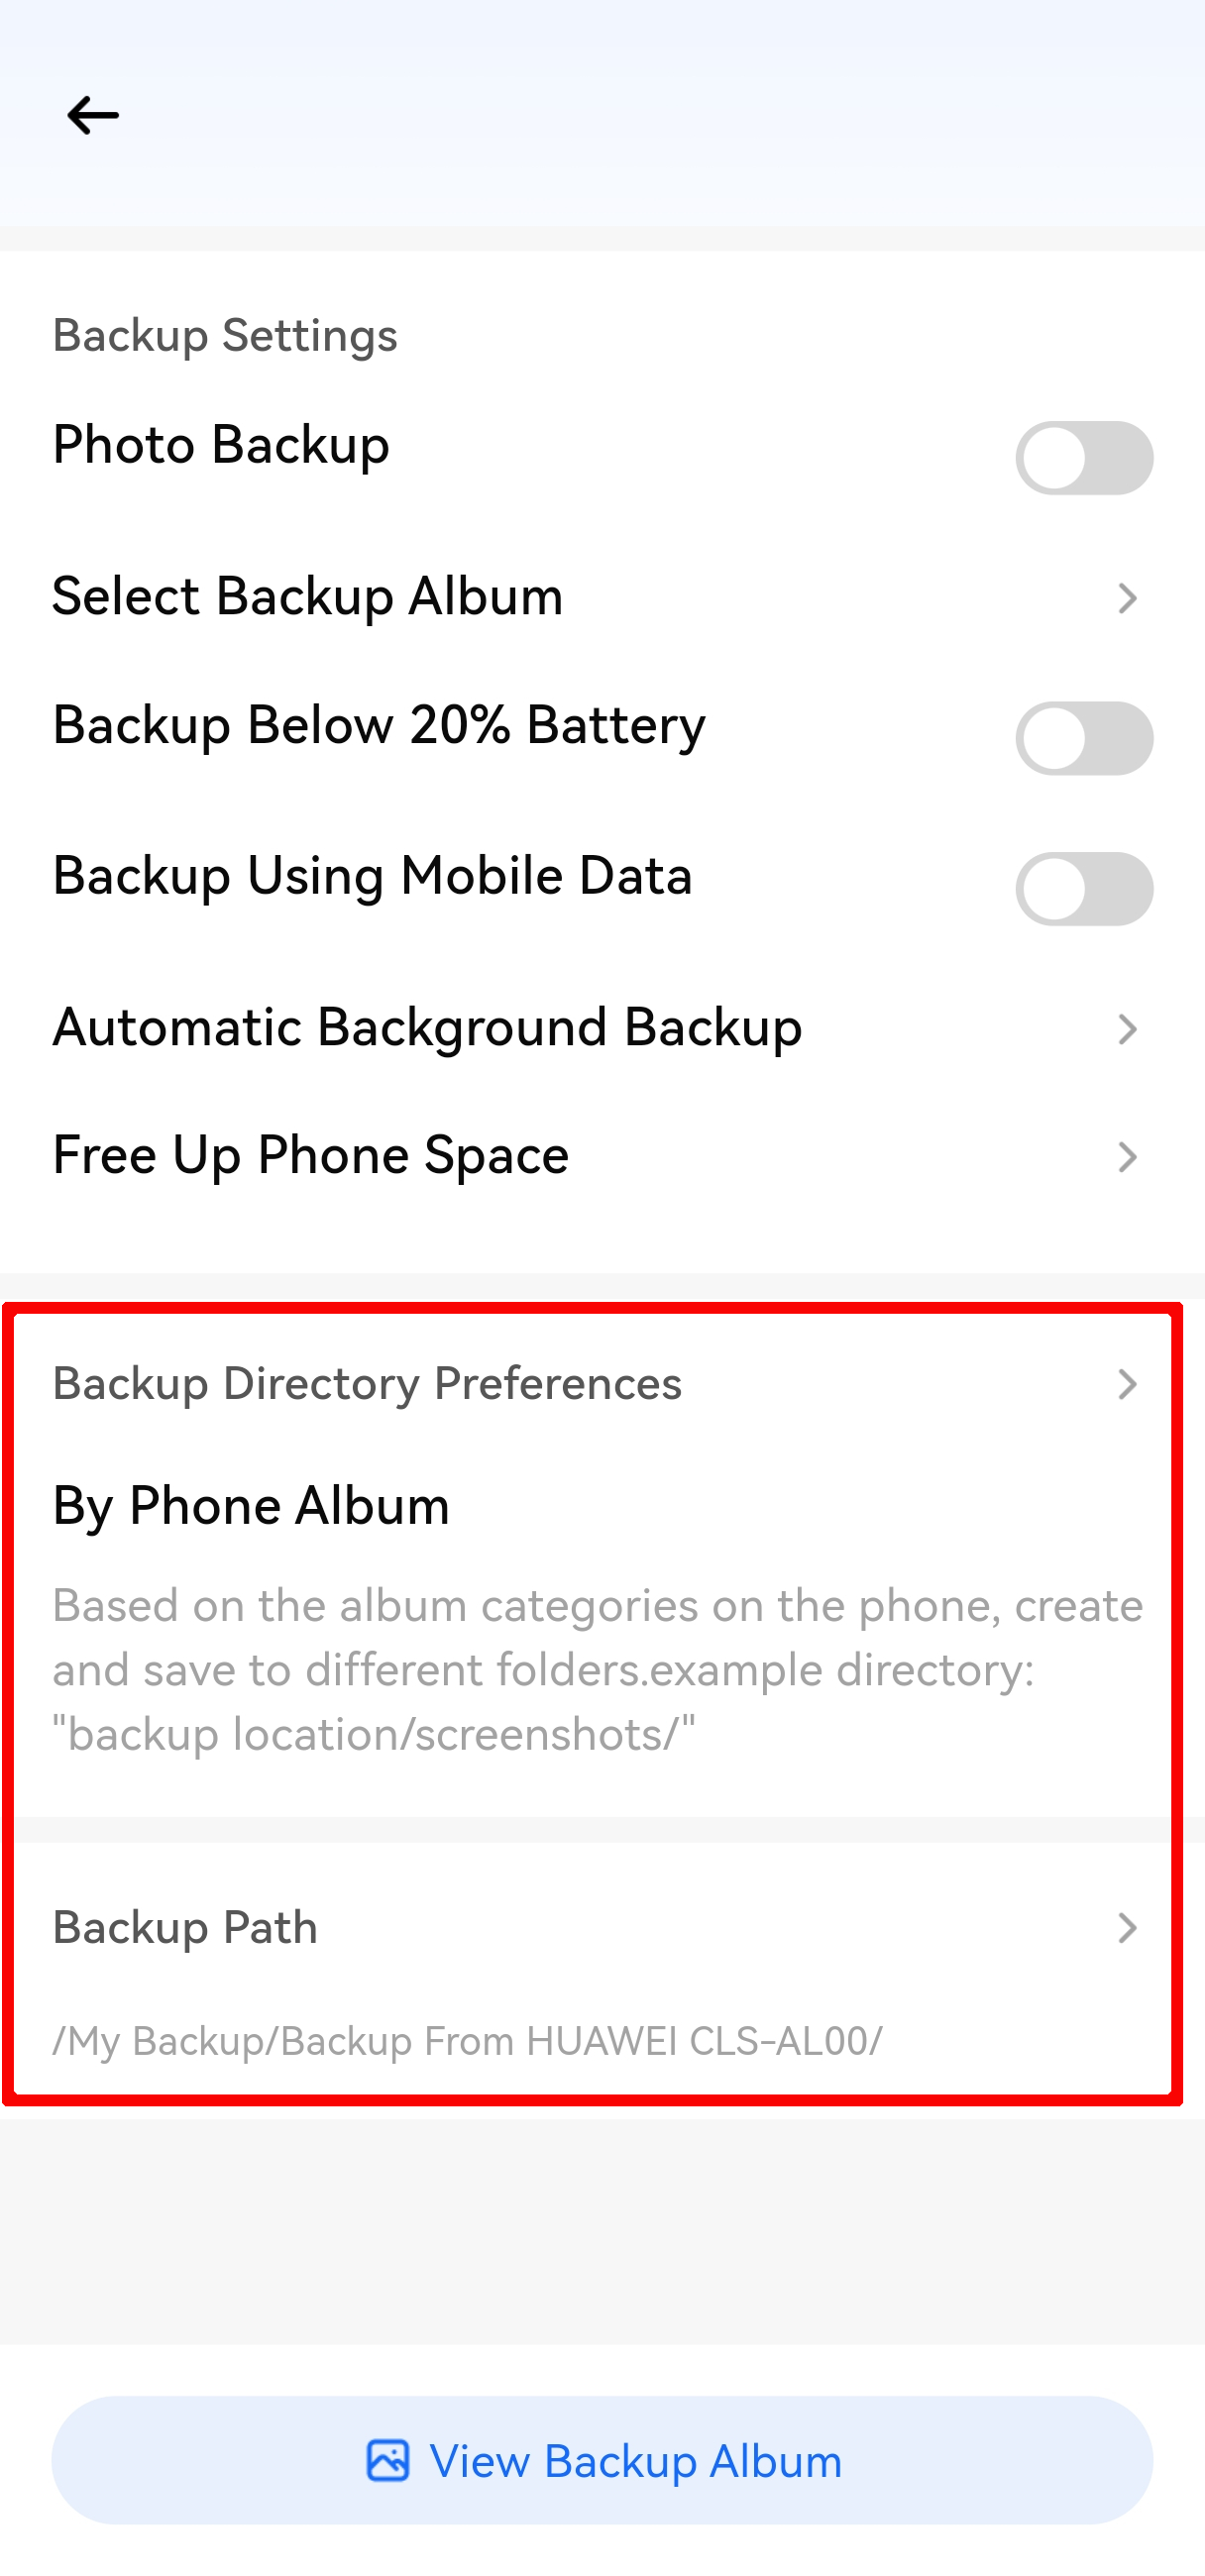 Backup Settings
Photo Backup
Select Backup Album
Backup Below 20% Battery
Backup Using Mobile Data
Automatic Background Backup
Free Up Phone Space
Backup Directory Preferences
By Phone Album
Based on the album categories on the phone, create
and save to different folders.example directory:
"backup location/screenshots/"
Backup Path
/My Backup/Backup From HUAWEI CLS-AL00/
View Backup Album